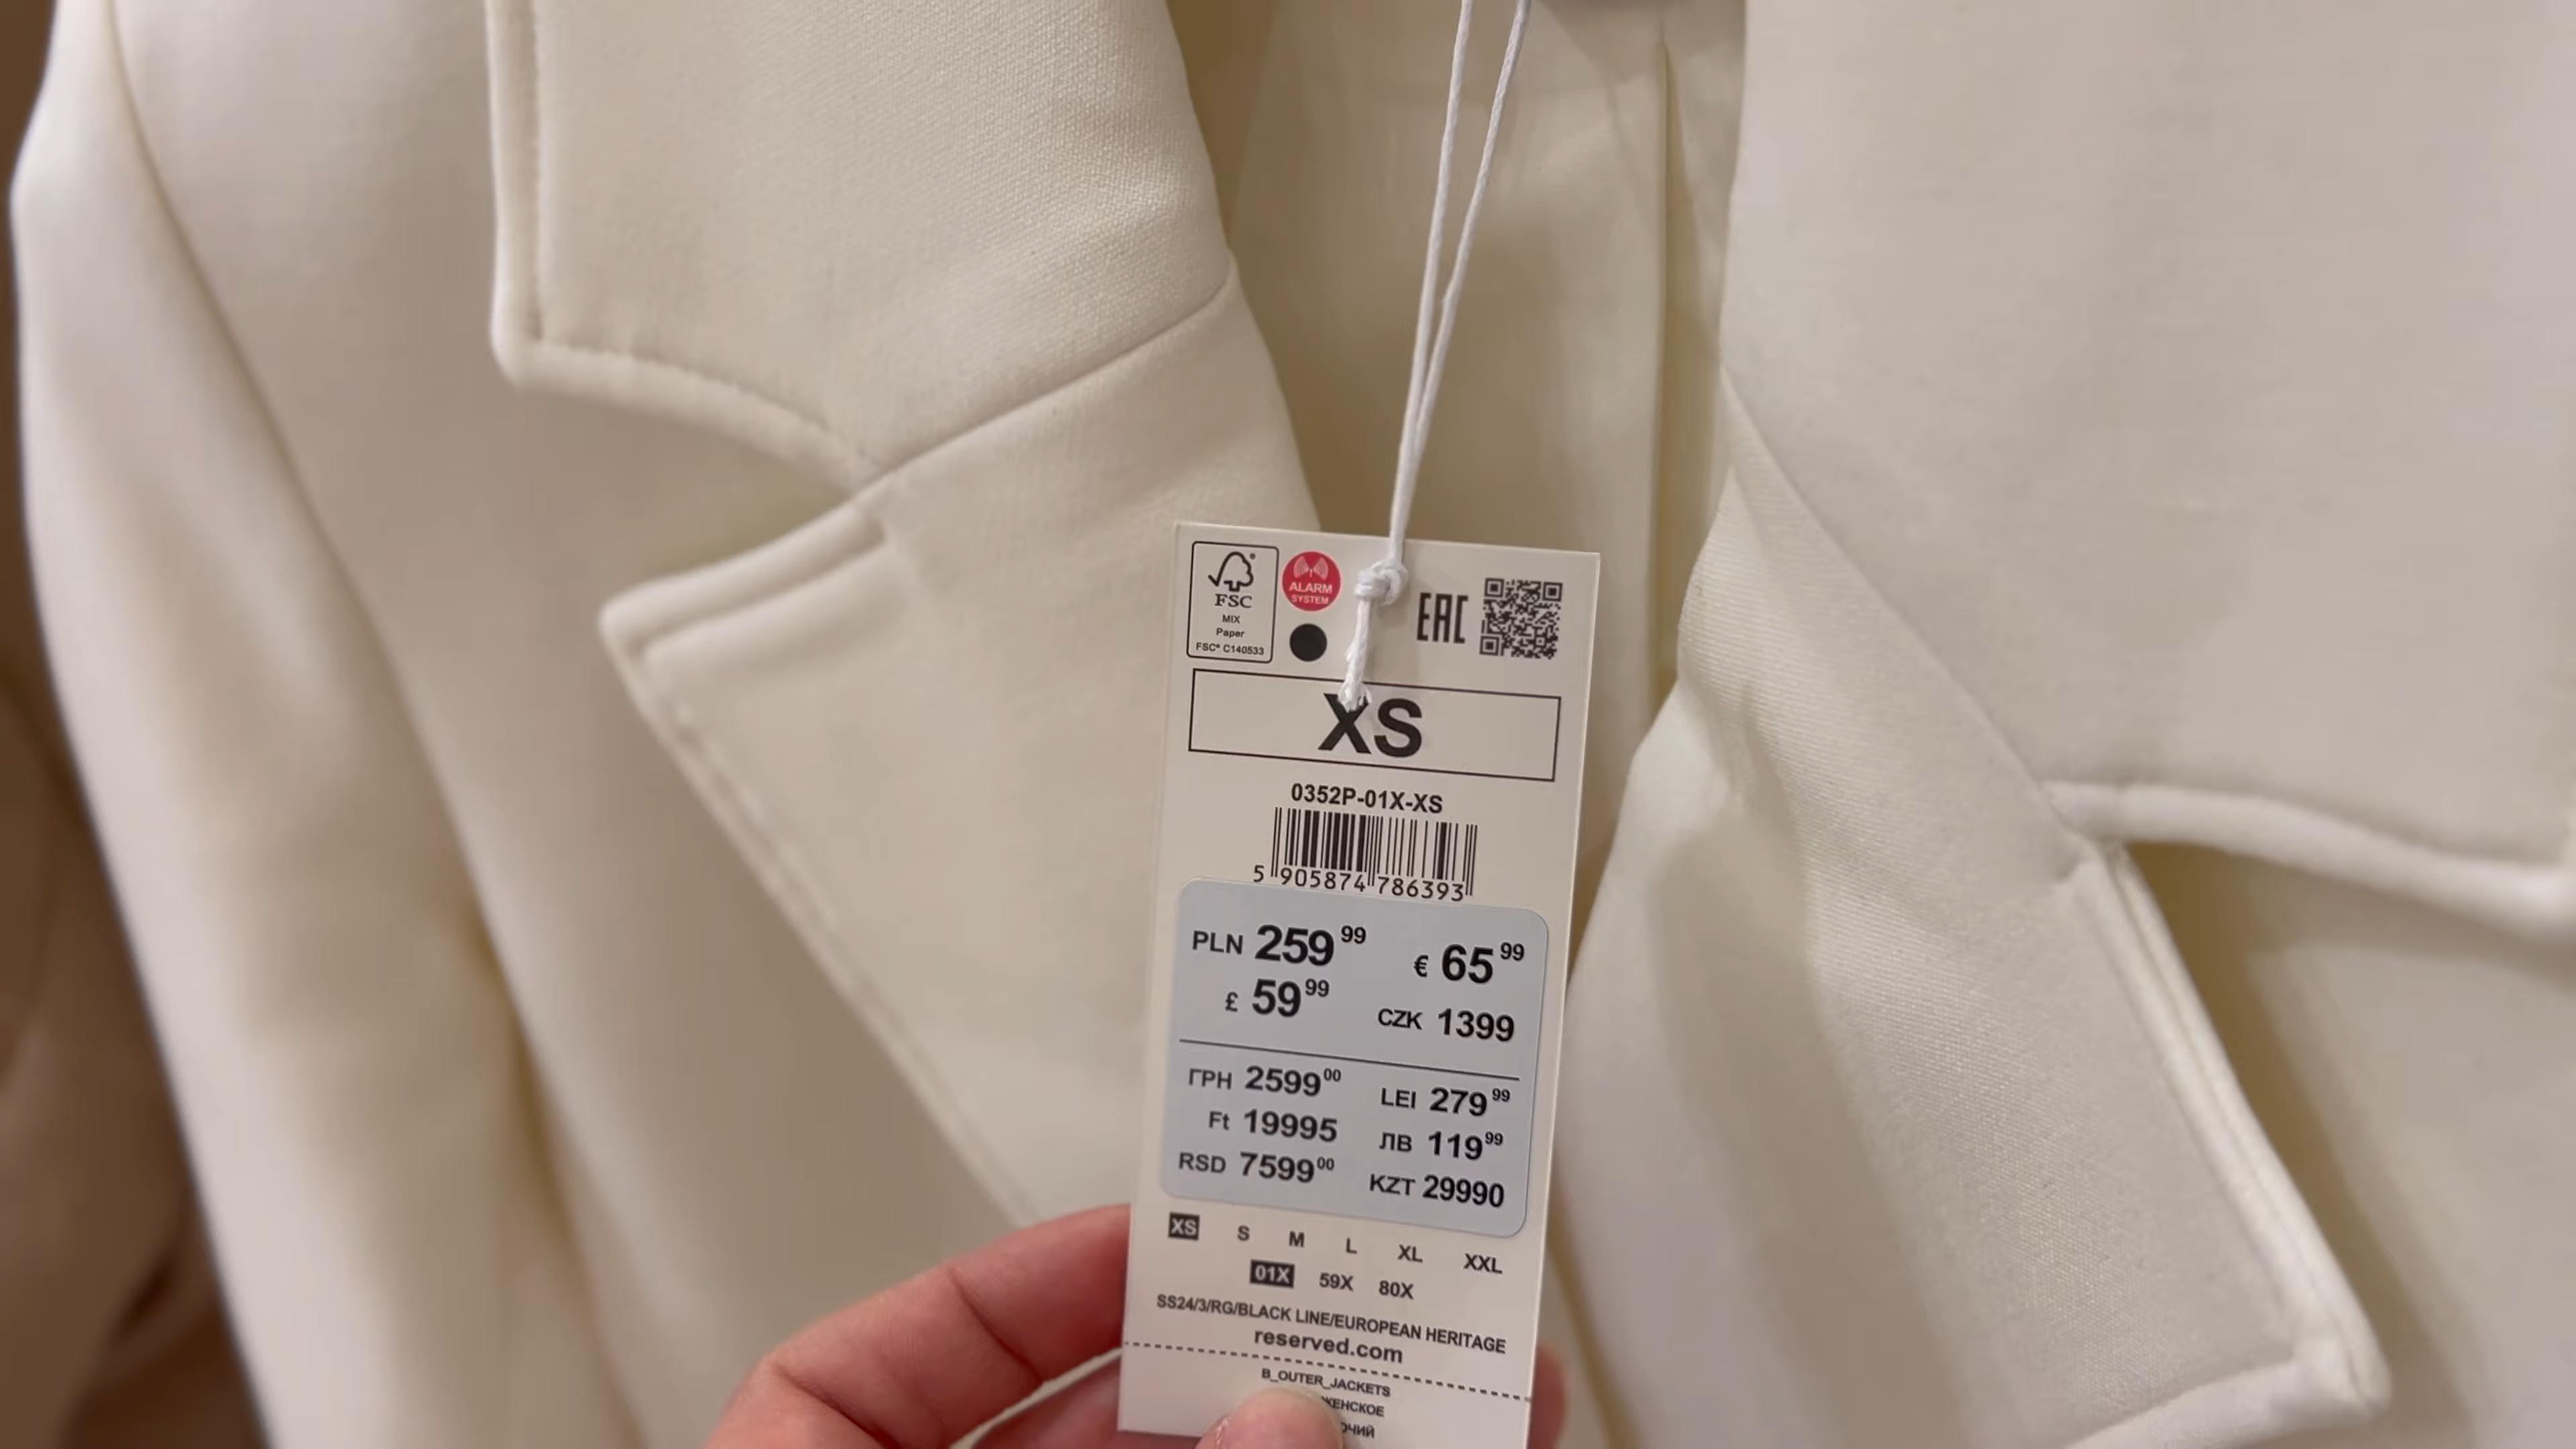 FSC
MIX
Paper
FSC® C140533
ALARM
SYSTEM
EAC
XS
0352P-01X-XS
5 905874 786393
PLN 259 99 € 65 99
£ 59 99 CZK 1399
ГРН 2599 00 LEI 279 99
Ft 19995 ЛВ 119 99
RSD 7599 00 KZT 29990
XS S M L XL XXL
01X 59X 80X
SS24/3/RG/BLACK LINE/EUROPEAN HERITAGE
reserved.com
B_OUTER_JACKETS